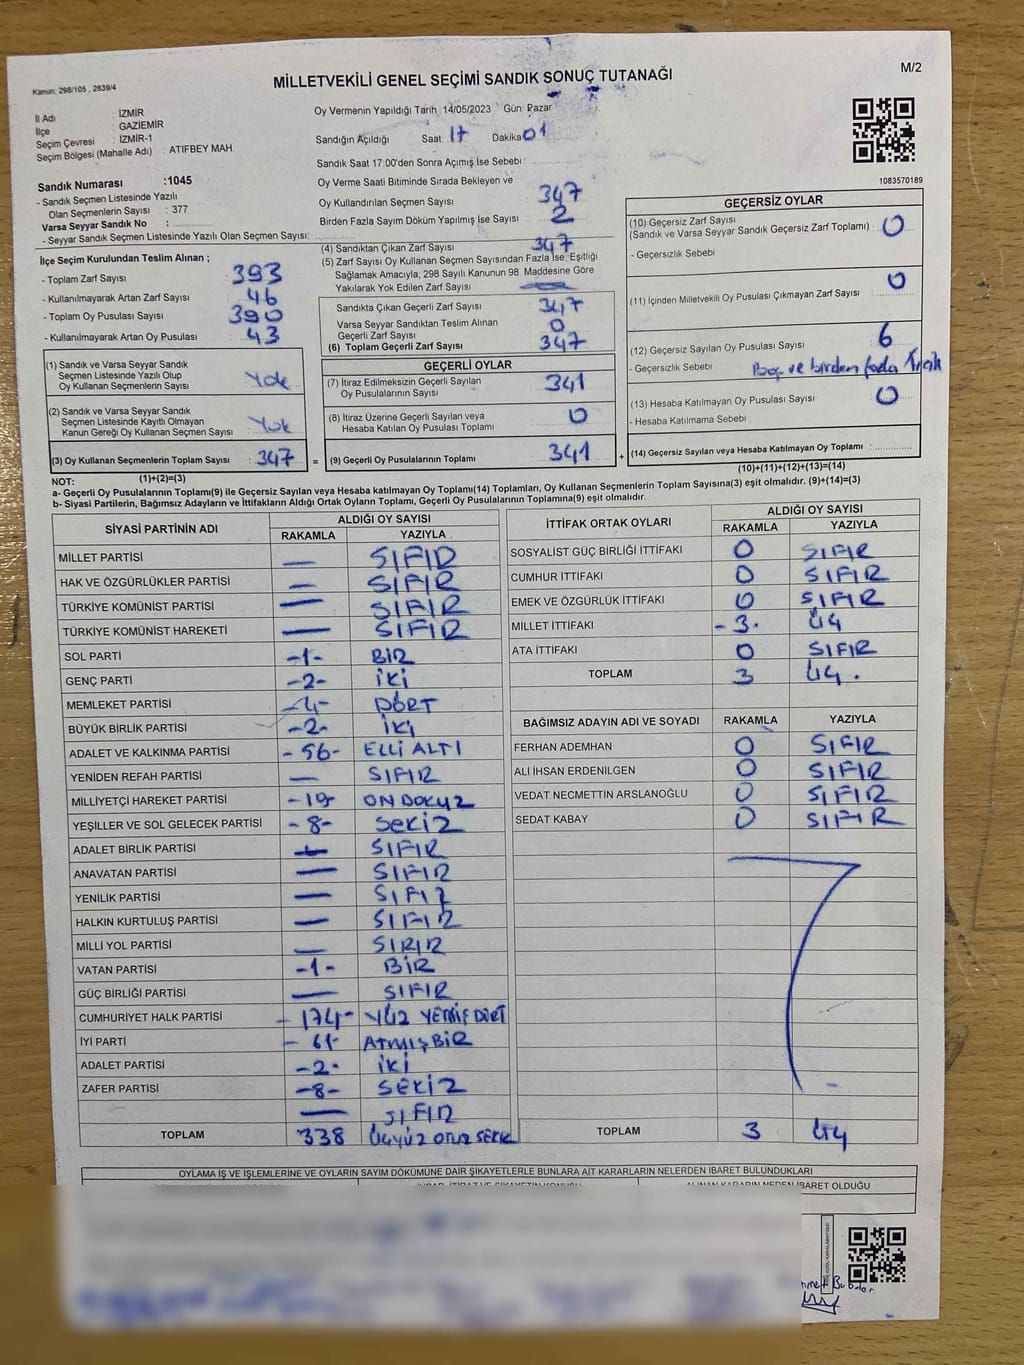 MİLLETVEKİLİ GENEL SEÇİMİ SANDIK SONUÇ TUTANAĞI
M/2
Kanun: 298/105 , 2839/4
İl Adı : İZMİR
İlçe : GAZİEMİR
Seçim Çevresi : İZMİR-1
Seçim Bölgesi (Mahalle Adı) : ATIFBEY MAH.
Oy Vermenin Yapıldığı Tarih : 14/05/2023 Gün: Pazar
Sandığın Açıldığı Saat: 17 Dakika: 01
Sandık Saat 17:00'den Sonra Açımış İse Sebebi :
1083570189
Sandık Numarası :1045
- Sandık Seçmen Listesinde Yazılı
Olan Seçmenlerin Sayısı : 377
Varsa Seyyar Sandık No :
- Seyyar Sandık Seçmen Listesinde Yazılı Olan Seçmen Sayısı:
Oy Verme Saati Bitiminde Sırada Bekleyen ve
Oy Kullandırılan Seçmen Sayısı 347
Birden Fazla Sayım Döküm Yapılmış İse Sayısı 2
İlçe Seçim Kurulundan Teslim Alınan ;
- Toplam Zarf Sayısı 393
- Kullanılmayarak Artan Zarf Sayısı 46
- Toplam Oy Pusulası Sayısı 390
- Kullanılmayarak Artan Oy Pusulası 43
(4) Sandıktan Çıkan Zarf Sayısı 347
(5) Zarf Sayısı Oy Kullanan Seçmen Sayısından Fazla İse, Eşitliği
Sağlamak Amacıyla, 298 Sayılı Kanunun 98. Maddesine Göre
Yakılarak Yok Edilen Zarf Sayısı —
Sandıkta Çıkan Geçerli Zarf Sayısı 347
Varsa Seyyar Sandıktan Teslim Alınan
Geçerli Zarf Sayısı 0
(6) Toplam Geçerli Zarf Sayısı 347
GEÇERSİZ OYLAR
(10) Geçersiz Zarf Sayısı
(Sandık ve Varsa Seyyar Sandık Geçersiz Zarf Toplamı) : 0
- Geçersizlik Sebebi
(11) İçinden Milletvekili Oy Pusulası Çıkmayan Zarf Sayısı 0
(12) Geçersiz Sayılan Oy Pusulası Sayısı 6
- Geçersizlik Sebebi Boş ve birden fazla
(13) Hesaba Katılmayan Oy Pusulası Sayısı : 0
- Hesaba Katılmama Sebebi :
(14) Geçersiz Sayılan veya Hesaba Katılmayan Oy Toplamı :
(10)+(11)+(12)+(13)=(14)
(1) Sandık ve Varsa Seyyar Sandık
Seçmen Listesinde Yazılı Olup
Oy Kullanan Seçmenlerin Sayısı Yok
(2) Sandık ve Varsa Seyyar Sandık
Seçmen Listesinde Kayıtlı Olmayan
Kanun Gereği Oy Kullanan Seçmen Sayısı Yok
(3) Oy Kullanan Seçmenlerin Toplam Sayısı 347 =
(1)+(2)=(3)
GEÇERLİ OYLAR
(7) İtiraz Edilmeksizin Geçerli Sayılan
Oy Pusulalarının Sayısı 341
(8) İtiraz Üzerine Geçerli Sayılan veya
Hesaba Katılan Oy Pusulası Toplamı 0
(9) Geçerli Oy Pusulalarının Toplamı 341 +
NOT:
a- Geçerli Oy Pusulalarının Toplamı(9) ile Geçersiz Sayılan veya Hesaba katılmayan Oy Toplamı(14) Toplamları, Oy Kullanan Seçmenlerin Toplam Sayısına(3) eşit olmalıdır. (9)+(14)=(3)
b- Siyasi Partilerin, Bağımsız Adayların ve İttifakların Aldığı Ortak Oyların Toplamı, Geçerli Oy Pusulalarının Toplamına(9) eşit olmalıdır.
SİYASİ PARTİNİN ADI ALDIĞI OY SAYISI
RAKAMLA YAZIYLA
MİLLET PARTİSİ — SIFIR
HAK VE ÖZGÜRLÜKLER PARTİSİ — SIFIR
TÜRKİYE KOMÜNİST PARTİSİ — SIFIR
TÜRKİYE KOMÜNİST HAREKETİ — SIFIR
SOL PARTİ -1- BİR
GENÇ PARTİ -2- İKİ
MEMLEKET PARTİSİ -4- DÖRT
BÜYÜK BİRLİK PARTİSİ -2- İKİ
ADALET VE KALKINMA PARTİSİ -56- ELLİ ALTI
YENİDEN REFAH PARTİSİ — SIFIR
MİLLİYETÇİ HAREKET PARTİSİ -19- ON DOKUZ
YEŞİLLER VE SOL GELECEK PARTİSİ -8- SEKİZ
ADALET BİRLİK PARTİSİ — SIFIR
ANAVATAN PARTİSİ — SIFIR
YENİLİK PARTİSİ — SIFIR
HALKIN KURTULUŞ PARTİSİ — SIFIR
MİLLİ YOL PARTİSİ — SIRIR
VATAN PARTİSİ -1- BİR
GÜÇ BİRLİĞİ PARTİSİ — SIFIR
CUMHURİYET HALK PARTİSİ - 174- YÜZ DÖRT
İYİ PARTİ - 61- ATMIŞ BİR
ADALET PARTİSİ -2- İKİ
ZAFER PARTİSİ -8- SEKİZ
— SIFIR
TOPLAM 338 ÜÇYÜZ OTUZ SEKİZ
İTTİFAK ORTAK OYLARI ALDIĞI OY SAYISI
RAKAMLA YAZIYLA
SOSYALİST GÜÇ BİRLİĞİ İTTİFAKI 0 SIFIR
CUMHUR İTTİFAKI 0 SIFIR
EMEK VE ÖZGÜRLÜK İTTİFAKI 0 SIFIR
MİLLET İTTİFAKI - 3 - ÜÇ
ATA İTTİFAKI 0 SIFIR
TOPLAM 3 ÜÇ.
BAĞIMSIZ ADAYIN ADI VE SOYADI RAKAMLA YAZIYLA
FERHAN ADEMHAN 0 SIFIR
ALİ İHSAN ERDENİLGEN 0 SIFIR
VEDAT NECMETTİN ARSLANOĞLU 0 SIFIR
SEDAT KABAY 0 SIFIR
TOPLAM 3 ÜÇ
OYLAMA İŞ VE İŞLEMLERİNE VE OYLARIN SAYIM DÖKÜMÜNE DAİR ŞİKAYETLERLE BUNLARA AİT KARARLARIN NELERDEN İBARET BULUNDUKLARI